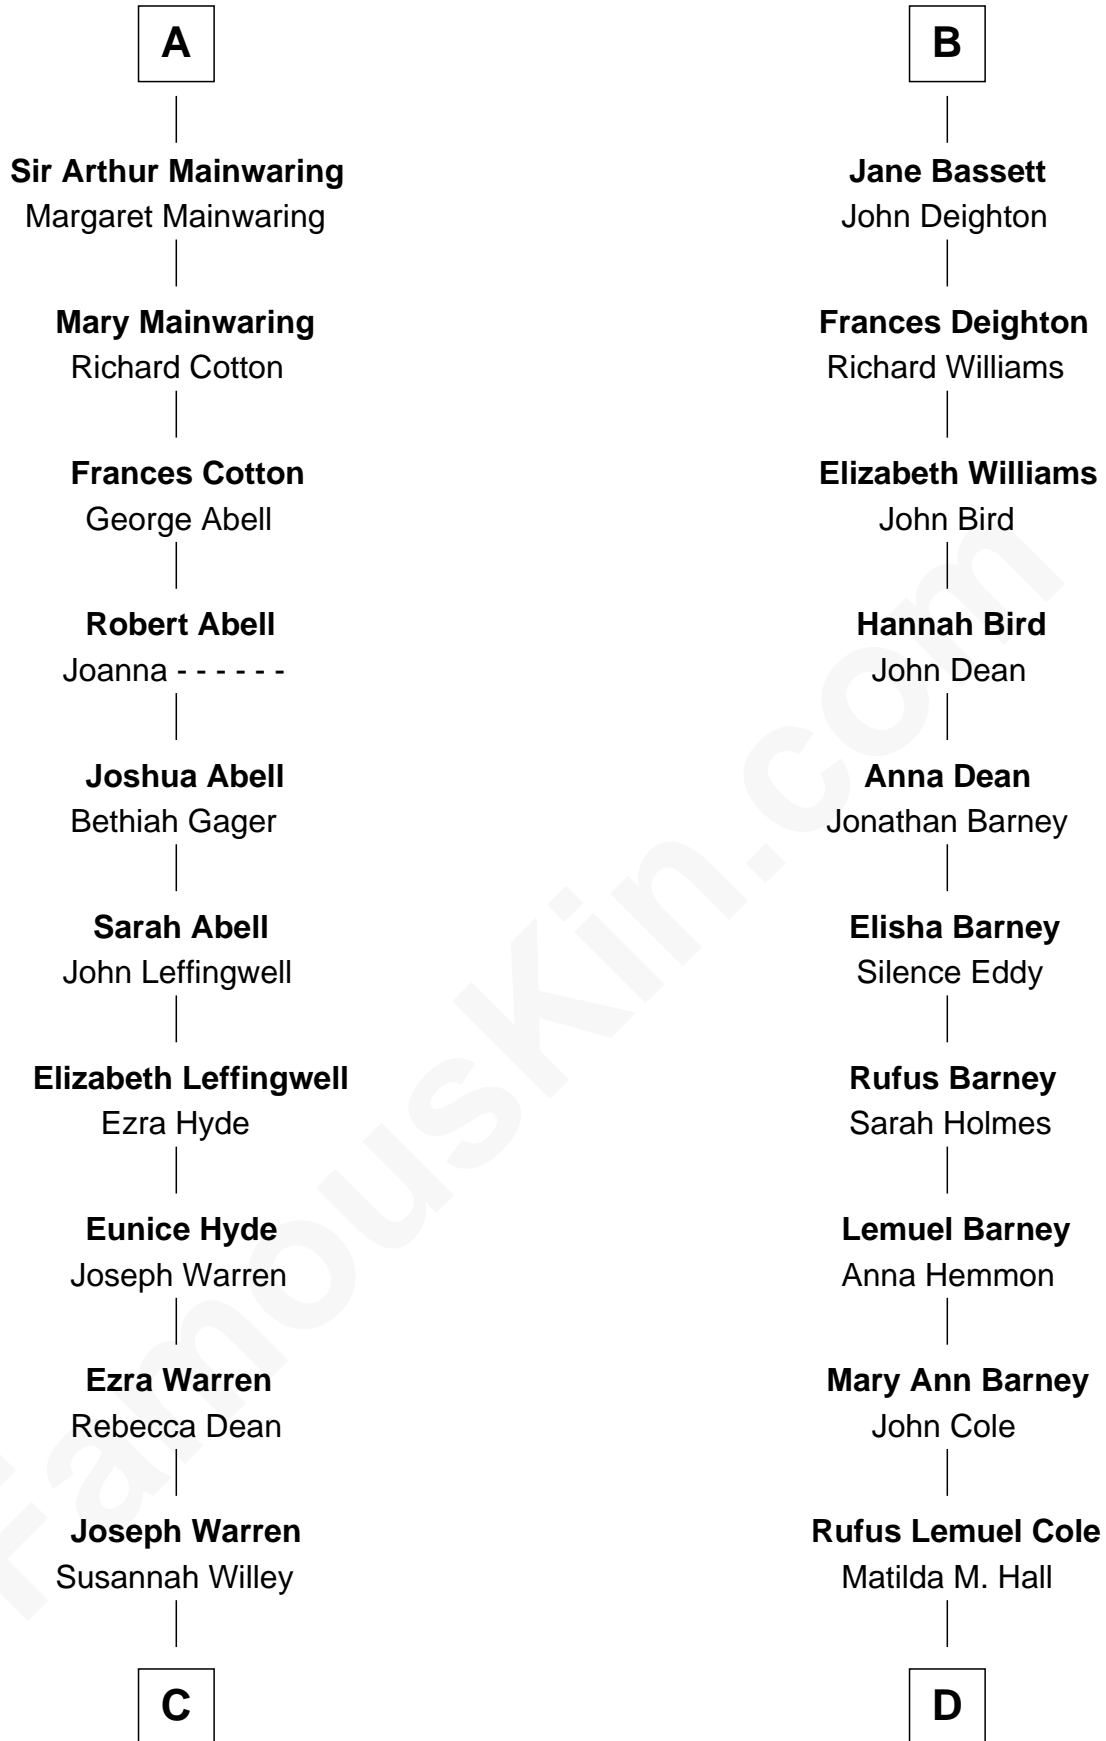 A
Sir Arthur Mainwaring
Margaret Mainwaring
Mary Mainwaring
Richard Cotton
Frances Cotton
George Abell
Robert Abell
Joanna - - - - - -
Joshua Abell
Bethiah Gager
Sarah Abell
John Leffingwell
Elizabeth Leffingwell
Ezra Hyde
Eunice Hyde
Joseph Warren
Ezra Warren
Rebecca Dean
Joseph Warren
Susannah Willey
C
B
Jane Bassett
John Deighton
Frances Deighton
Richard Williams
Elizabeth Williams
John Bird
Hannah Bird
John Dean
Anna Dean
Jonathan Barney
Elisha Barney
Silence Eddy
Rufus Barney
Sarah Holmes
Lemuel Barney
Anna Hemmon
Mary Ann Barney
John Cole
Rufus Lemuel Cole
Matilda M. Hall
D
FamousKin.com